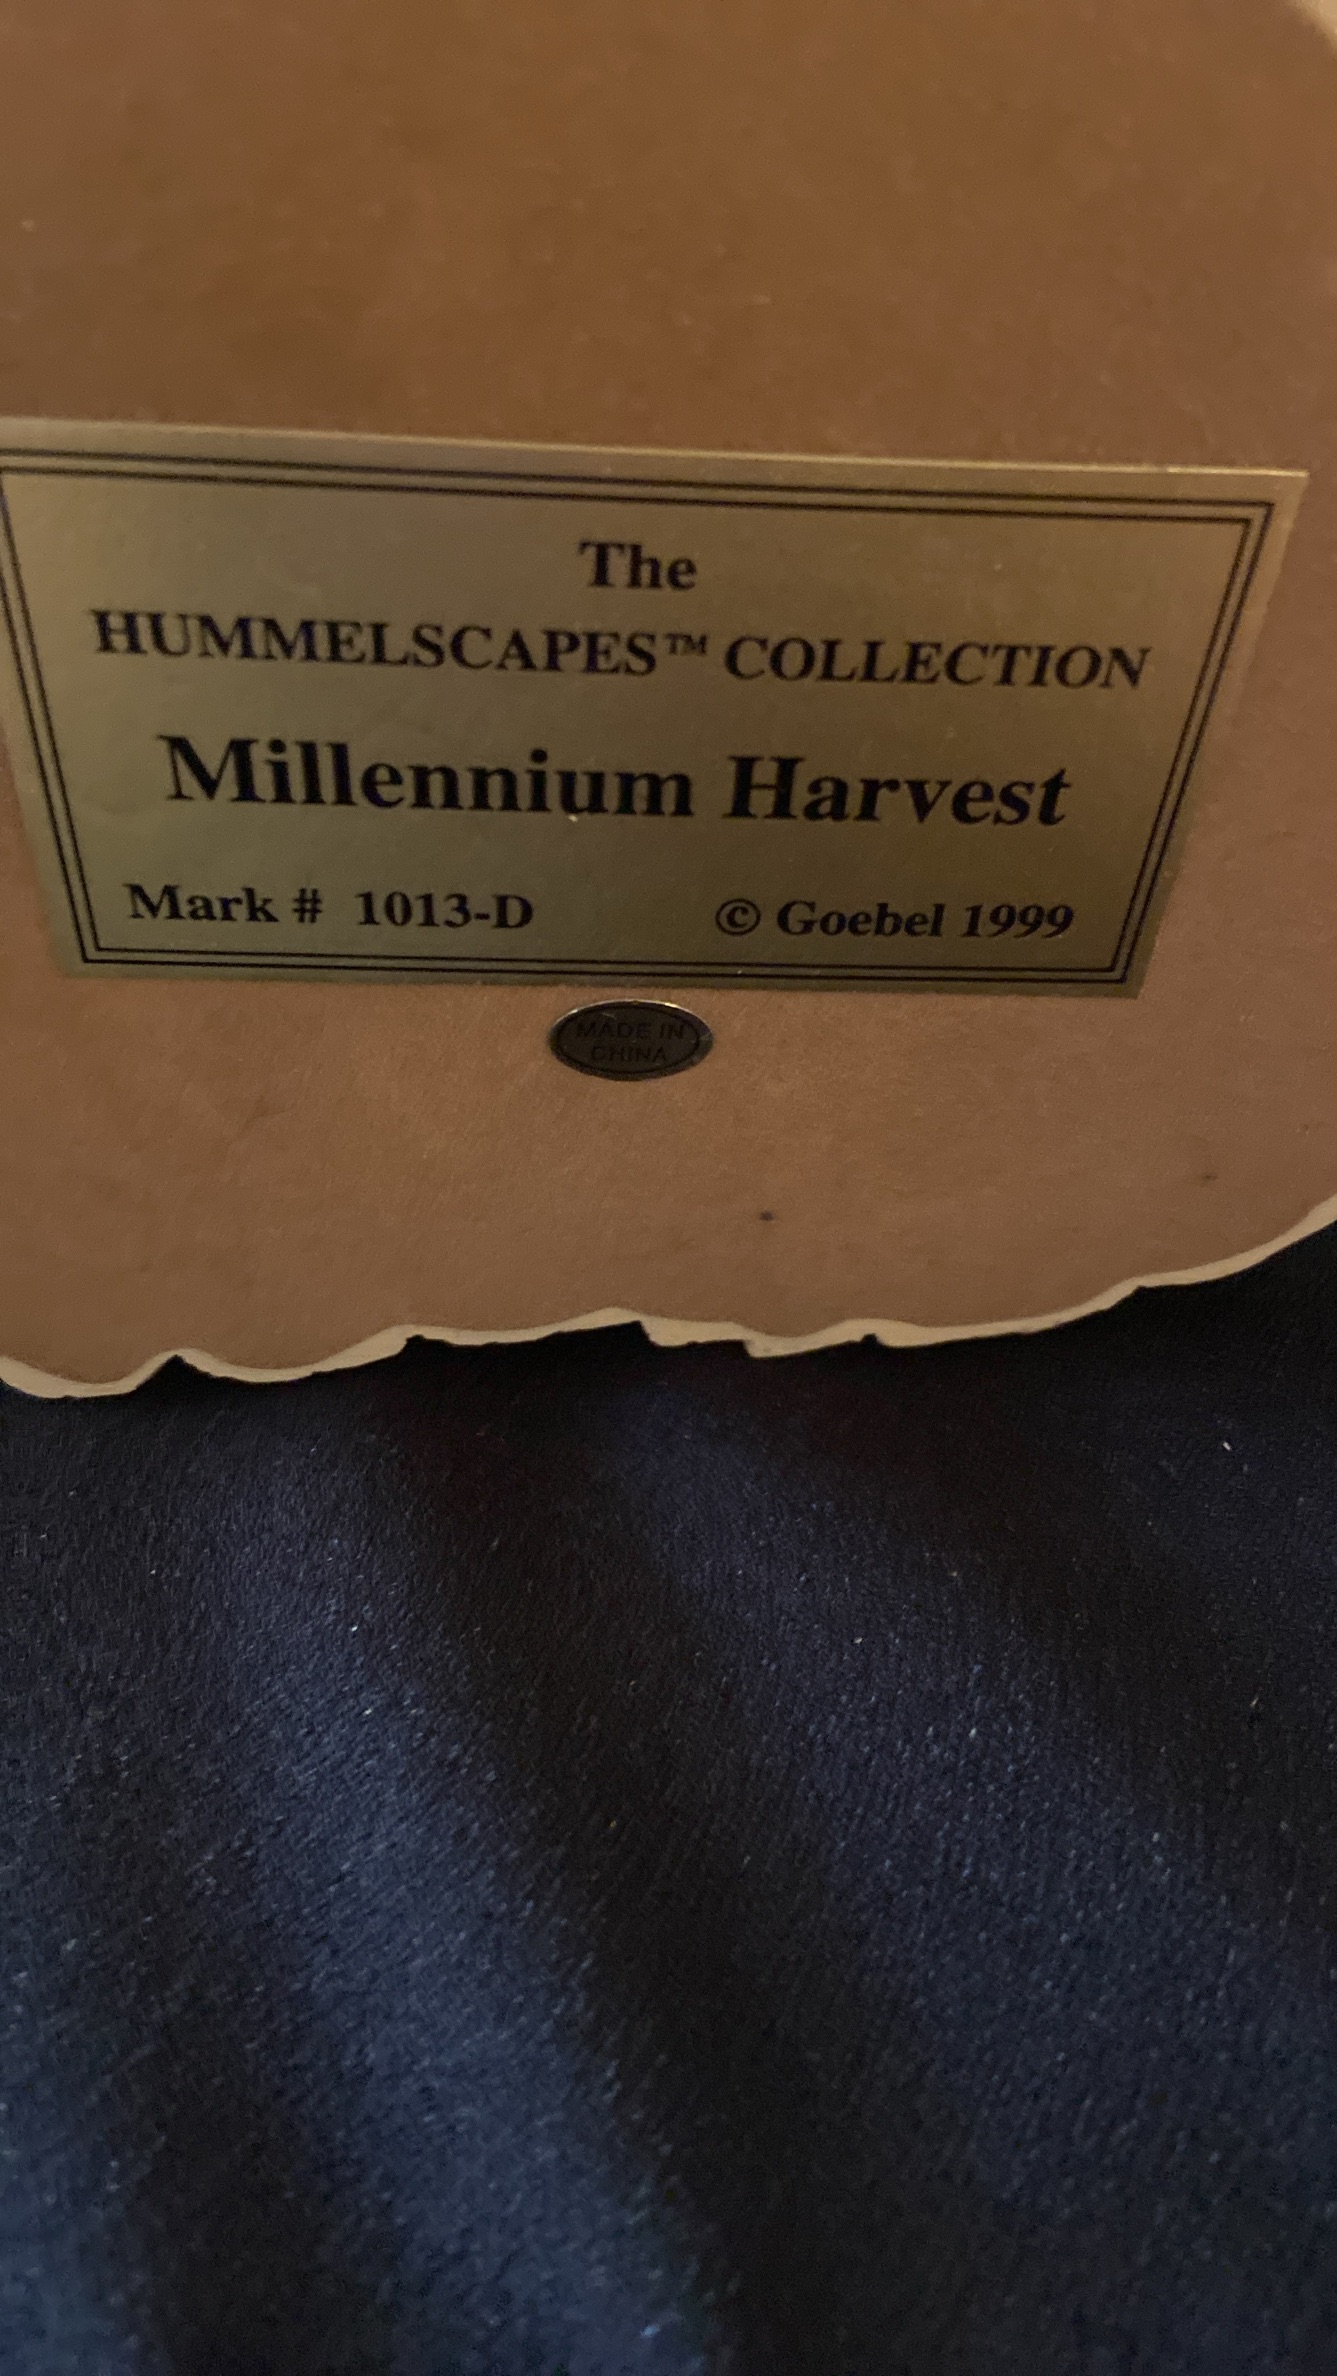 The
HUMMELSCAPES™ COLLECTION
Millennium Harvest
Mark # 1013-D © Goebel 1999
MADE IN
CHINA